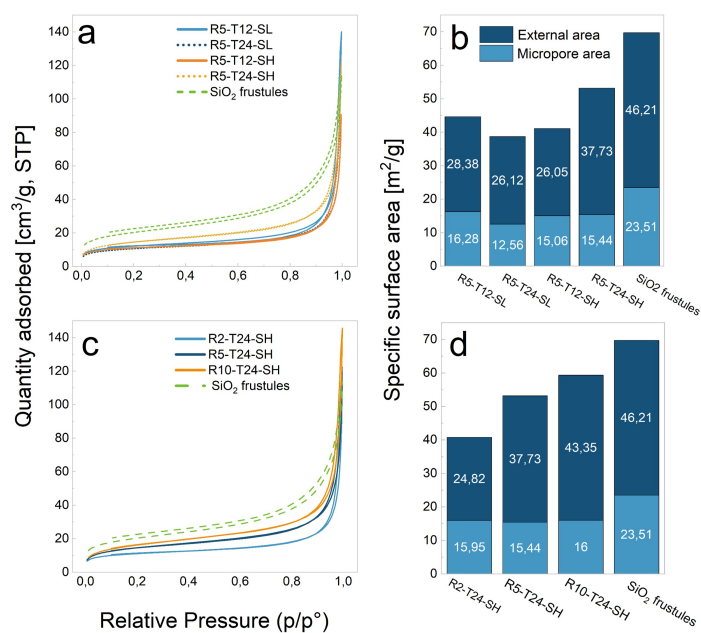 Quantity adsorbed [cm³/g, STP]
a
R5-T12-SL
R5-T24-SL
R5-T12-SH
R5-T24-SH
SiO₂ frustules
140
120
100
80
60
40
20
0
0,0 0,2 0,4 0,6 0,8 1,0
Specific surface area [m²/g]
b
External area
Micropore area
70
60
50
40
30
20
10
0
28,38 26,12 26,05 37,73 46,21
16,28 12,56 15,06 15,44 23,51
R5-T12-SL R5-T24-SL R5-T12-SH R5-T24-SH SiO2 frustules
c
R2-T24-SH
R5-T24-SH
R10-T24-SH
SiO₂ frustules
140
120
100
80
60
40
20
0
0,0 0,2 0,4 0,6 0,8 1,0
Relative Pressure (p/p°)
d
70
60
50
40
30
20
10
0
24,82 37,73 43,35 46,21
15,95 15,44 16 23,51
R2-T24-SH R5-T24-SH R10-T24-SH SiO₂ frustules